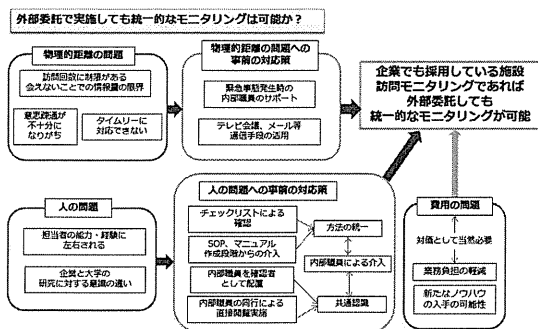 外部委託で実施しても統一的なモニタリングは可能か？
物理的距離の問題
訪問回数に制限がある
会えないことでの情報量の限界
意思疎通が
不十分に
なりがち
タイムリーに
対応できない
物理的距離の問題への
事前の対応策
緊急事態発生時の
内部職員のサポート
テレビ会議、メール等
通信手段の活用
企業でも採用している施設
訪問モニタリングであれば
外部委託しても
統一的なモニタリングが可能
人の問題
担当者の能力・経験に
左右される
企業と大学の
研究に対する意識の違い
人の問題への事前の対応策
チェックリストによる
確認
SOP、マニュアル
作成段階からの介入
内部職員を確認者
として配置
内部職員の同行による
直接閲覧実施
方法の統一
内部職員による介入
共通認識
費用の問題
対価として当然必要
業務負担の軽減
新たなノウハウ
の入手の可能性